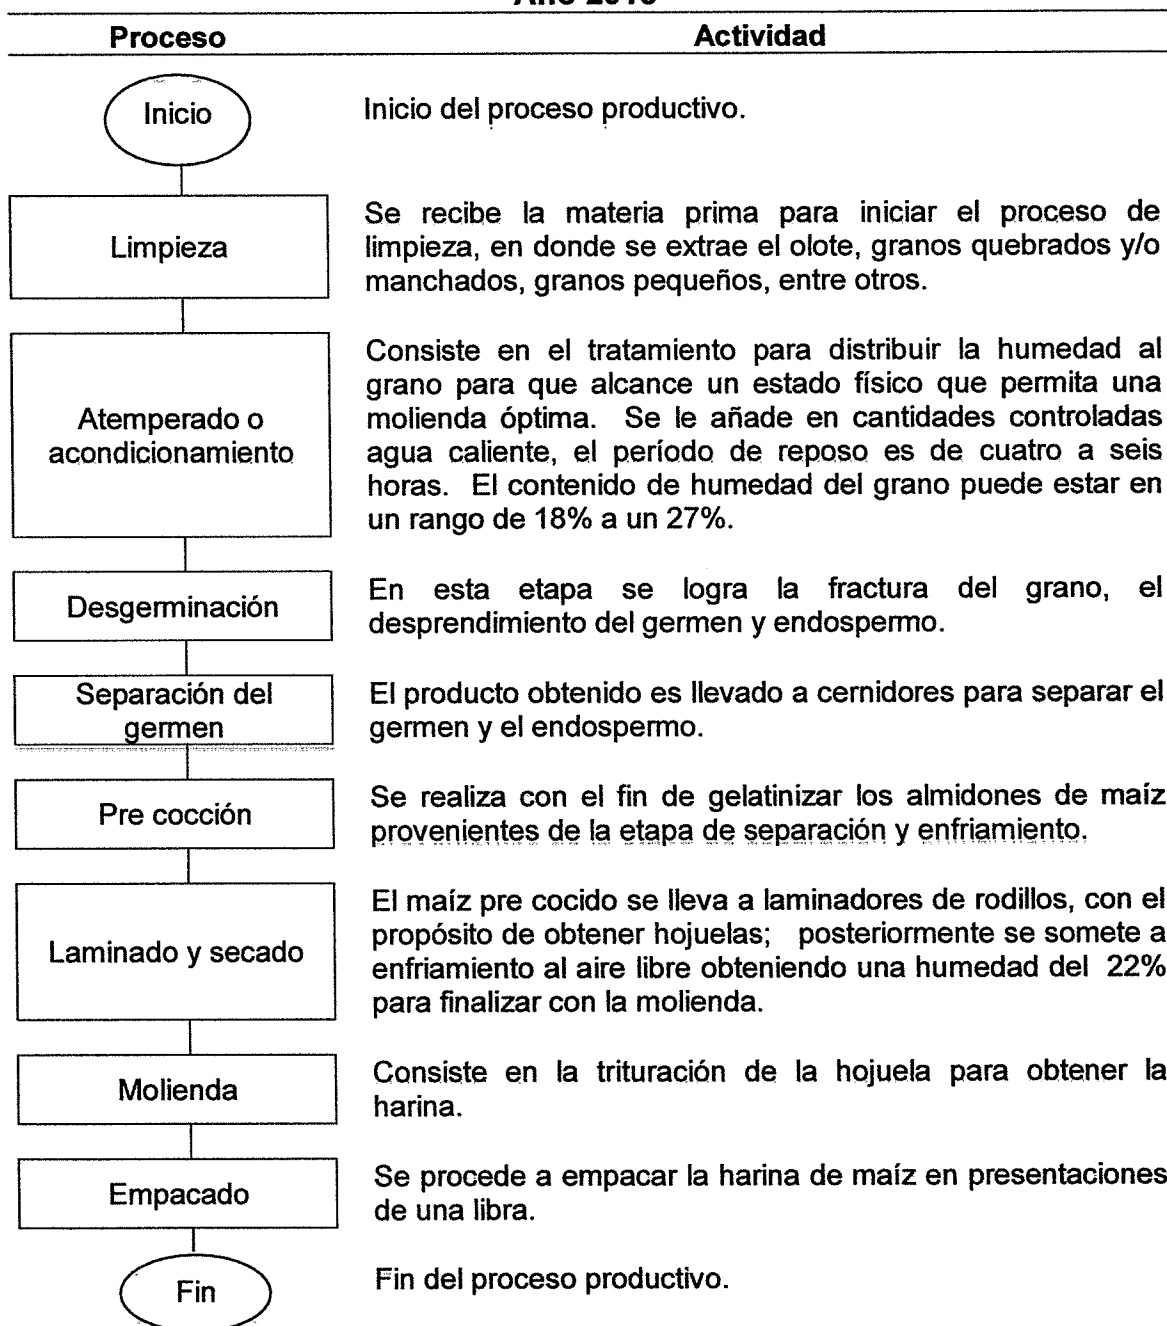 Proceso Actividad
Inicio
Inicio del proceso productivo.
Limpieza
Se recibe la materia prima para iniciar el proceso de
limpieza, en donde se extrae el olote, granos quebrados y/o
manchados, granos pequeños, entre otros.
Atemperado o
acondicionamiento
Consiste en el tratamiento para distribuir la humedad al
grano para que alcance un estado físico que permita una
molienda óptima. Se le añade en cantidades controladas
agua caliente, el período de reposo es de cuatro a seis
horas. El contenido de humedad del grano puede estar en
un rango de 18% a un 27%.
Desgerminación
En esta etapa se logra la fractura del grano, el
desprendimiento del germen y endospermo.
Separación del
germen
El producto obtenido es llevado a cernidores para separar el
germen y el endospermo.
Pre cocción
Se realiza con el fin de gelatinizar los almidones de maíz
provenientes de la etapa de separación y enfriamiento.
Laminado y secado
El maíz pre cocido se lleva a laminadores de rodillos, con el
propósito de obtener hojuelas; posteriormente se somete a
enfriamiento al aire libre obteniendo una humedad del 22%
para finalizar con la molienda.
Molienda
Consiste en la trituración de la hojuela para obtener la
harina.
Empacado
Se procede a empacar la harina de maíz en presentaciones
de una libra.
Fin
Fin del proceso productivo.